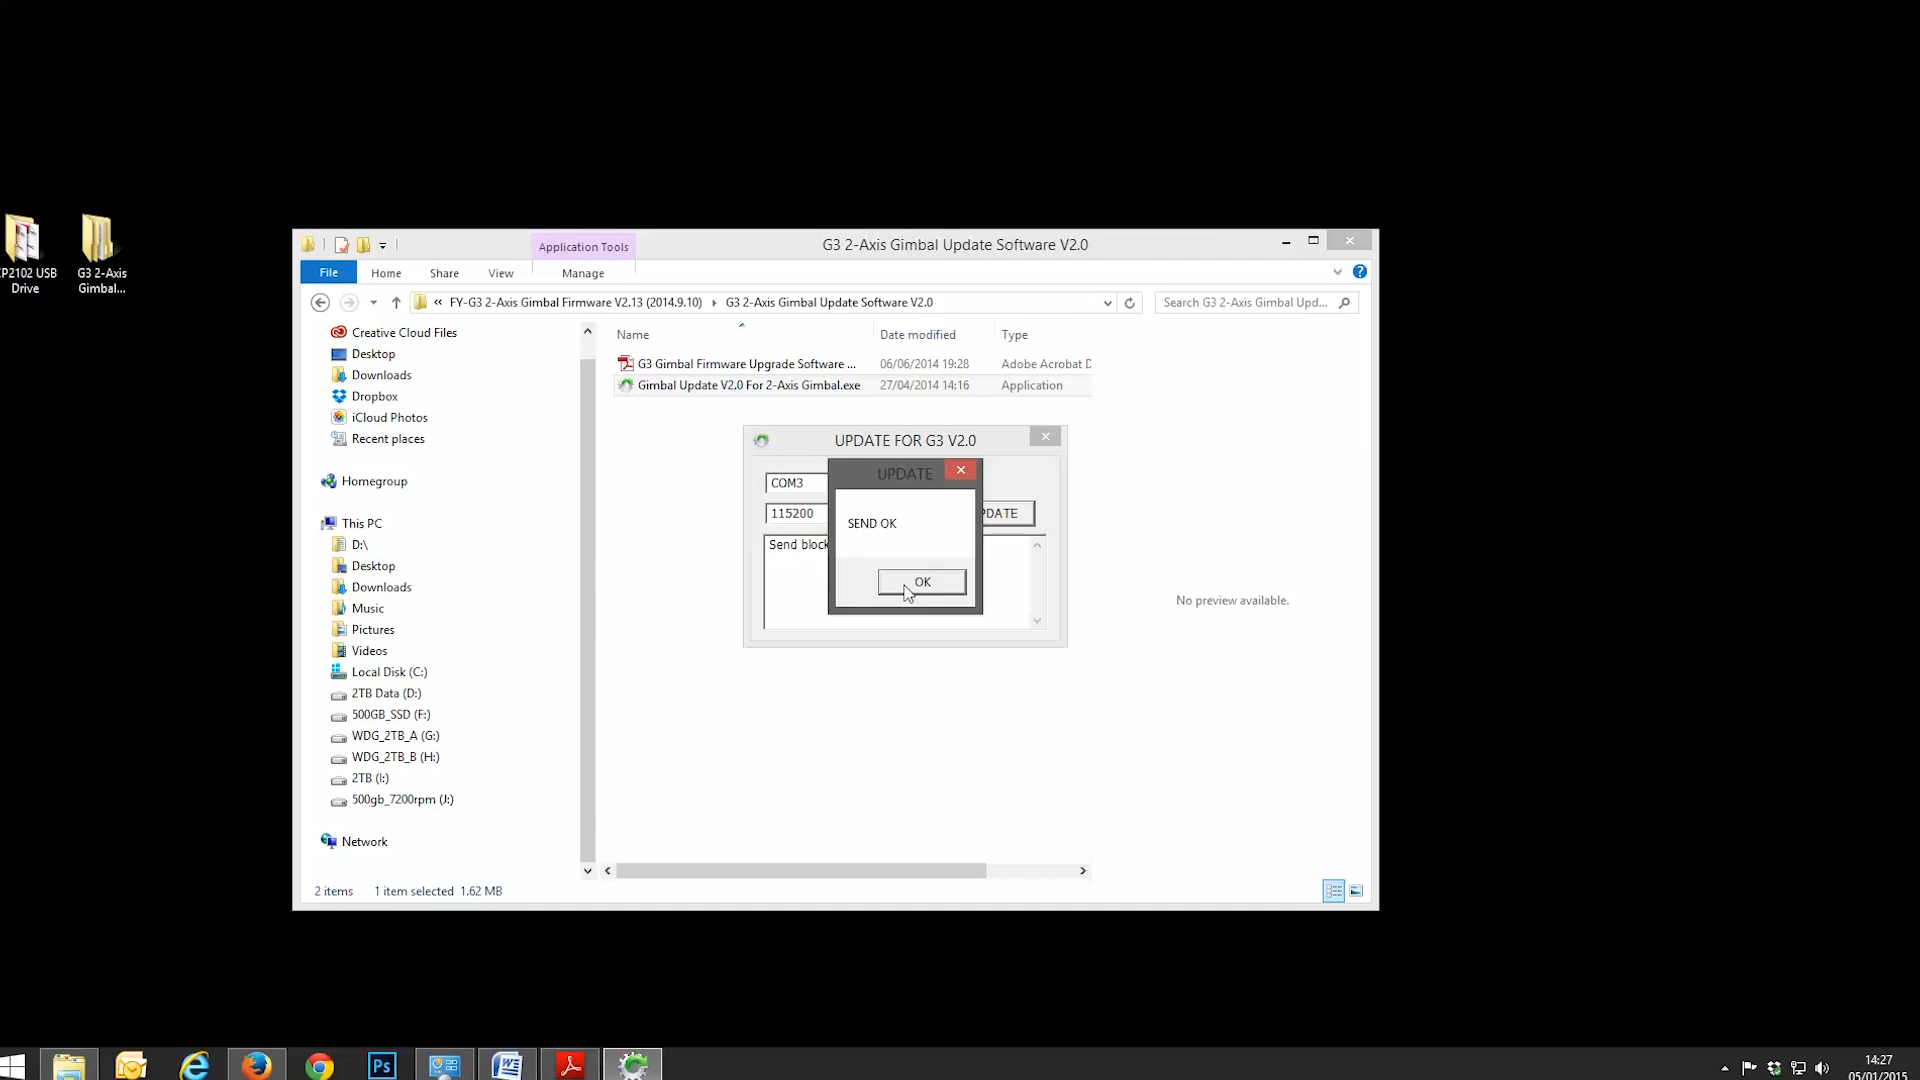 P2102 USB
Drive
G3 2-Axis
Gimbal...
Application Tools
G3 2-Axis Gimbal Update Software V2.0
File
Home
Share
View
Manage
« FY-G3 2-Axis Gimbal Firmware V2.13 (2014.9.10)
G3 2-Axis Gimbal Update Software V2.0
Search G3 2-Axis Gimbal Upd...
Creative Cloud Files
Desktop
Downloads
Dropbox
iCloud Photos
Recent places
Homegroup
This PC
D:\
Desktop
Downloads
Music
Pictures
Videos
Local Disk (C:)
2TB Data (D:)
500GB_SSD (F:)
WDG_2TB_A (G:)
WDG_2TB_B (H:)
2TB (I:)
500gb_7200rpm (J:)
Network
Name
Date modified
Type
G3 Gimbal Firmware Upgrade Software ...
06/06/2014 19:28
Adobe Acrobat D
Gimbal Update V2.0 For 2-Axis Gimbal.exe
27/04/2014 14:16
Application
UPDATE FOR G3 V2.0
COM3
115200
PDATE
Send block
UPDATE
SEND OK
OK
No preview available.
2 items
1 item selected 1.62 MB
Ps
14:27
05/01/2015